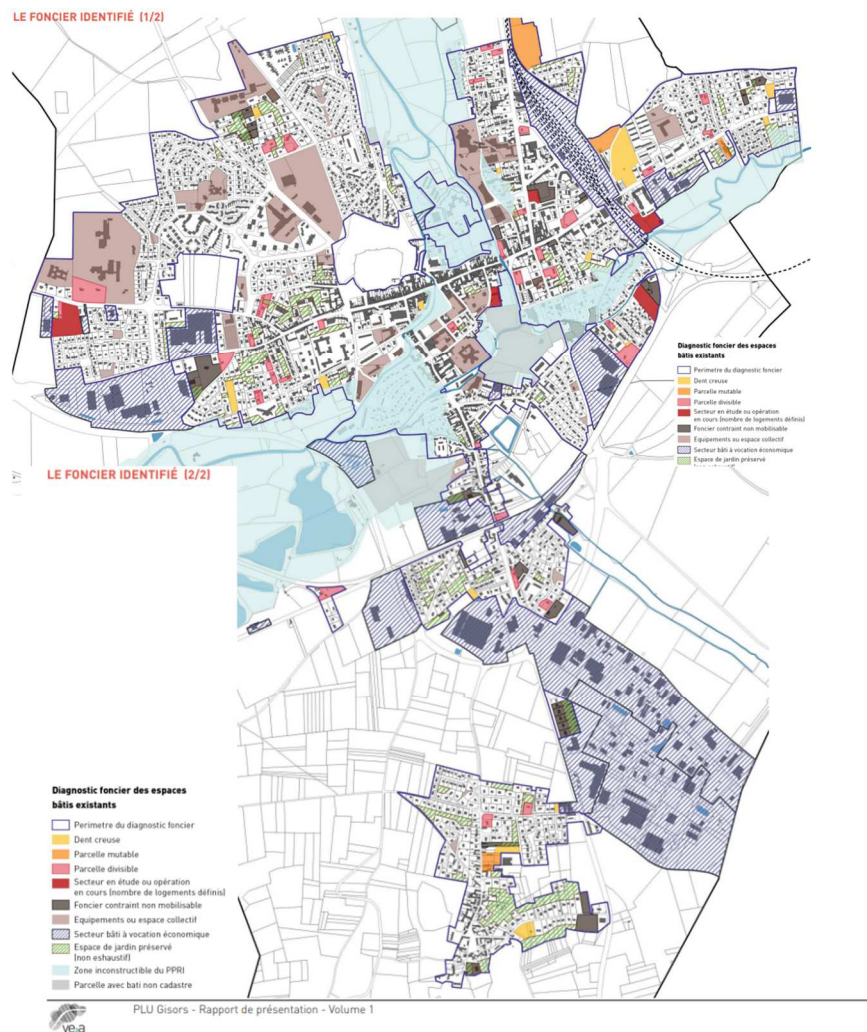 LE FONCIER IDENTIFIÉ (1/2)
Diagnostic foncier des espaces
bâtis existants
Perimetre du diagnostic foncier
Dent creuse
Parcelle mutable
Parcelle divisible
Secteur en étude ou opération
en cours (nombre de logements définis)
Foncier contraint non mobilisable
Equipements ou espace collectif
Secteur bâti à vocation économique
Espace de jardin préservé
LE FONCIER IDENTIFIÉ (2/2)
Diagnostic foncier des espaces
bâtis existants
Perimetre du diagnostic foncier
Dent creuse
Parcelle mutable
Parcelle divisible
Secteur en étude ou opération
en cours (nombre de logements définis)
Foncier contraint non mobilisable
Equipements ou espace collectif
Secteur bâti à vocation économique
Espace de jardin préservé
(non exhaustif)
Zone inconstructible du PPRI
Parcelle avec bati non cadastre
PLU Gisors - Rapport de présentation - Volume 1
ve2a